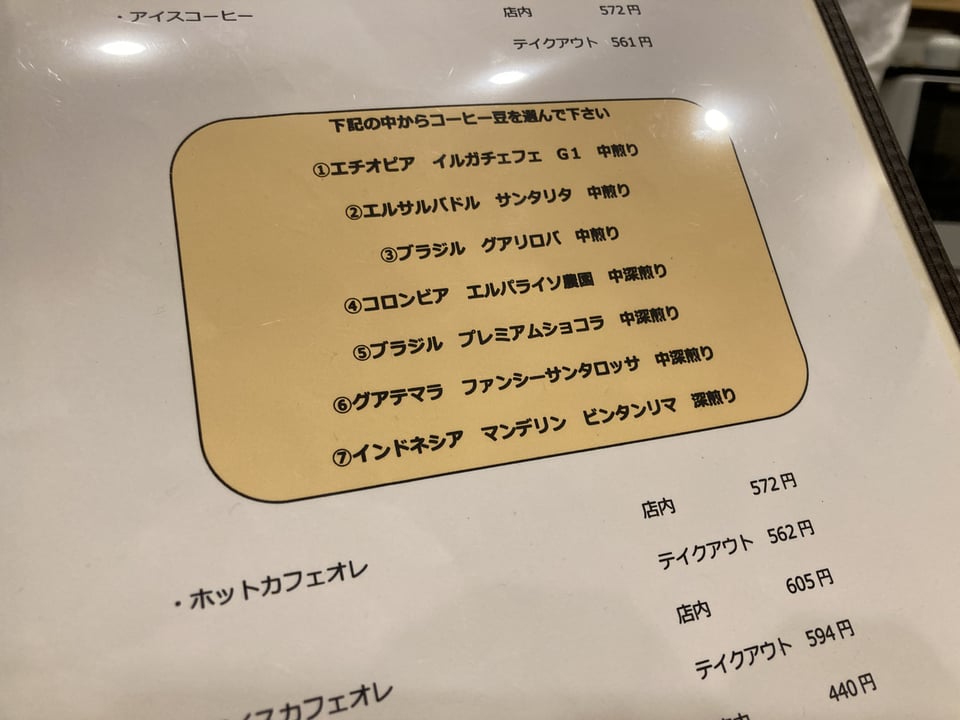 ・アイスコーヒー 店内 572円
テイクアウト 561円
下記の中からコーヒー豆を選んで下さい
①エチオピア イルガチェフェ G1 中煎り
②エルサルバドル サンタリタ 中煎り
③ブラジル グアリロバ 中煎り
④コロンビア エルパライソ農園 中深煎り
⑤ブラジル プレミアムショコラ 中深煎り
⑥グアテマラ ファンシーサンタロッサ 中深煎り
⑦インドネシア マンデリン ビンタンリマ 深煎り
・ホットカフェオレ 店内 572円
テイクアウト 562円
店内 605円
テイクアウト 594円
スカフェオレ
440円